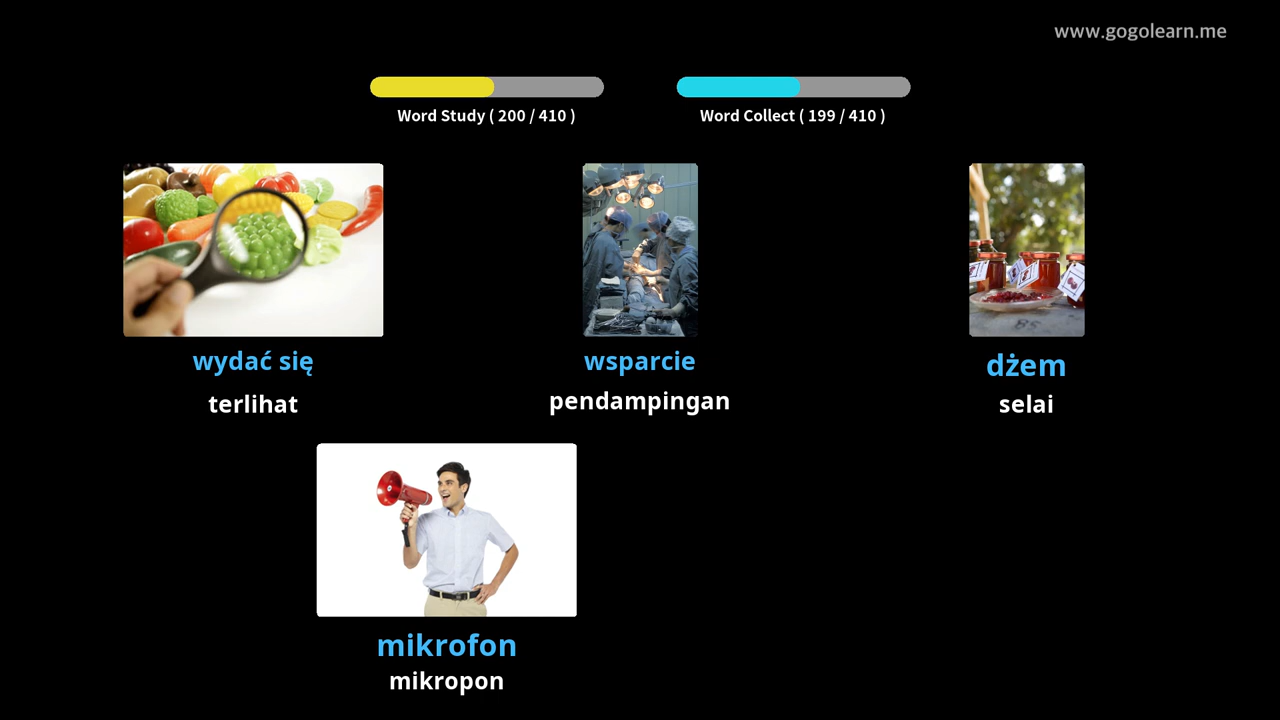 www.gogolearn.me
Word Study ( 200 / 410 )
Word Collect ( 199 / 410 )
wydać się
terlihat
wsparcie
pendampingan
dżem
selai
mikrofon
mikropon